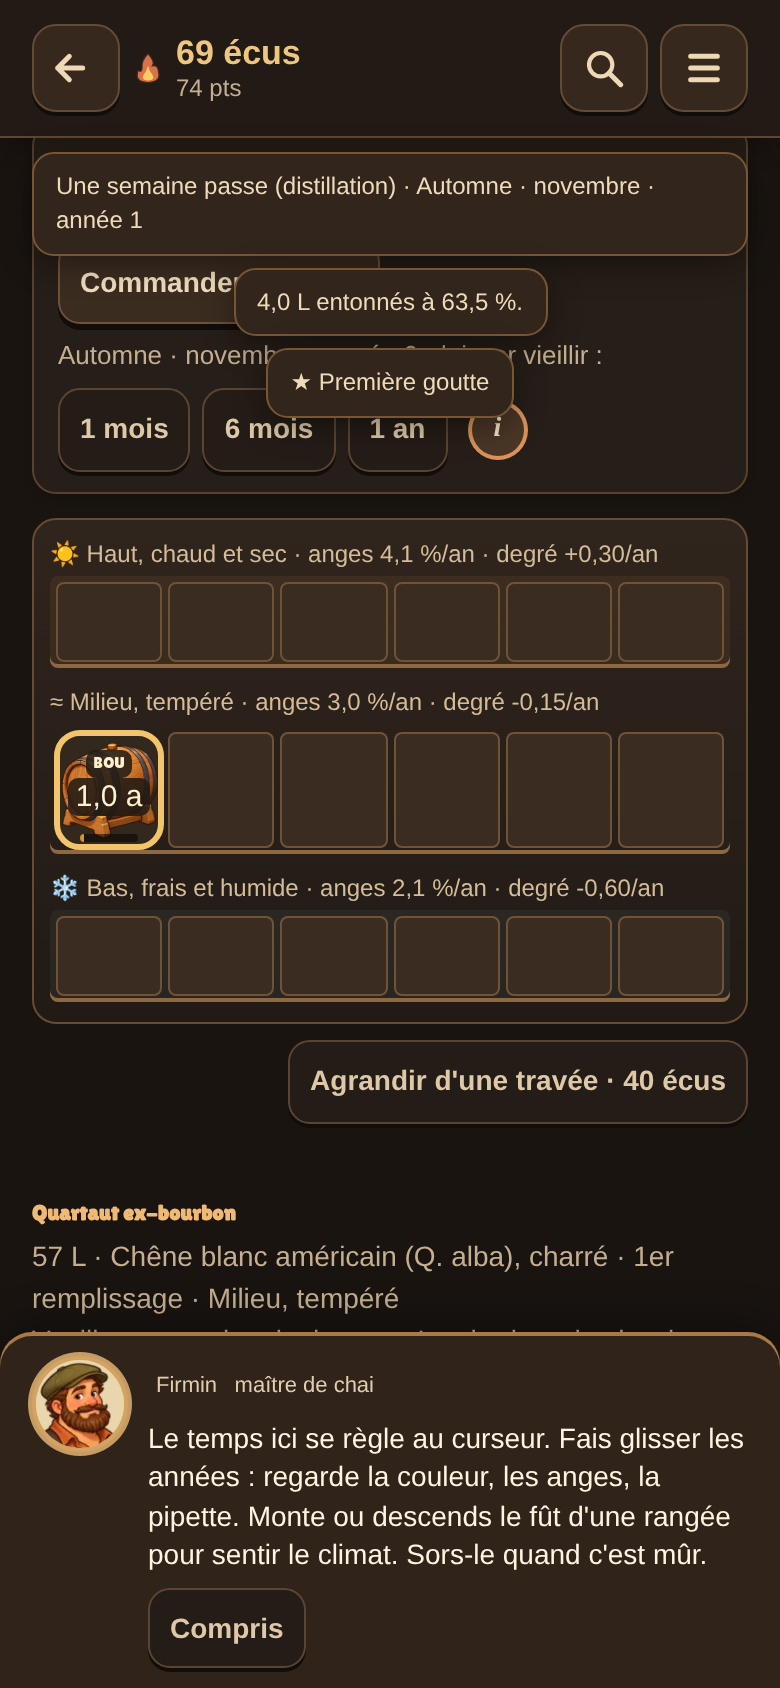 69 écus
74 pts
Une semaine passe (distillation) · Automne · novembre ·
année 1
Commander
4,0 L entonnés à 63,5 %.
Automne · vieillir :
★ Première goutte
1 mois
6 mois
1 an
i
☀️ Haut, chaud et sec · anges 4,1 %/an · degré +0,30/an
≈ Milieu, tempéré · anges 3,0 %/an · degré -0,15/an
BOU
1,0 a
❄️ Bas, frais et humide · anges 2,1 %/an · degré -0,60/an
Agrandir d'une travée · 40 écus
Quartaut ex-bourbon
57 L · Chêne blanc américain (Q. alba), charré · 1er
remplissage · Milieu, tempéré
Firmin maître de chai
Le temps ici se règle au curseur. Fais glisser les
années : regarde la couleur, les anges, la
pipette. Monte ou descends le fût d'une rangée
pour sentir le climat. Sors-le quand c'est mûr.
Compris